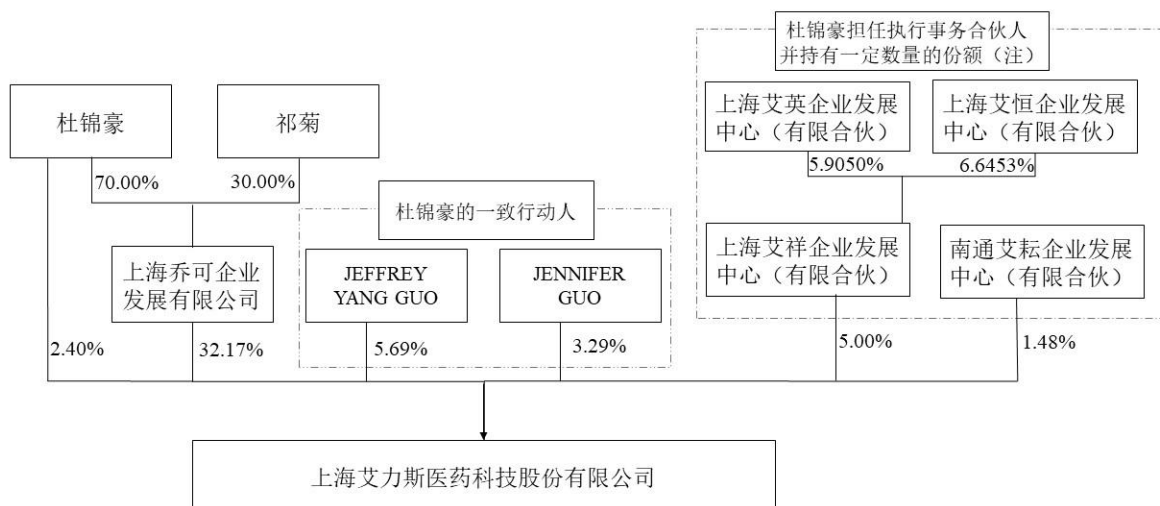 杜锦豪担任执行事务合伙人
并持有一定数量的份额（注）
杜锦豪
祁菊
上海艾英企业发展
中心（有限合伙）
上海艾恒企业发展
中心（有限合伙）
70.00%
30.00%
5.9050%
6.6453%
杜锦豪的一致行动人
上海乔可企业
发展有限公司
JEFFREY
YANG GUO
JENNIFER
GUO
上海艾祥企业发展
中心（有限合伙）
南通艾耘企业发展
中心（有限合伙）
2.40%
32.17%
5.69%
3.29%
5.00%
1.48%
上海艾力斯医药科技股份有限公司